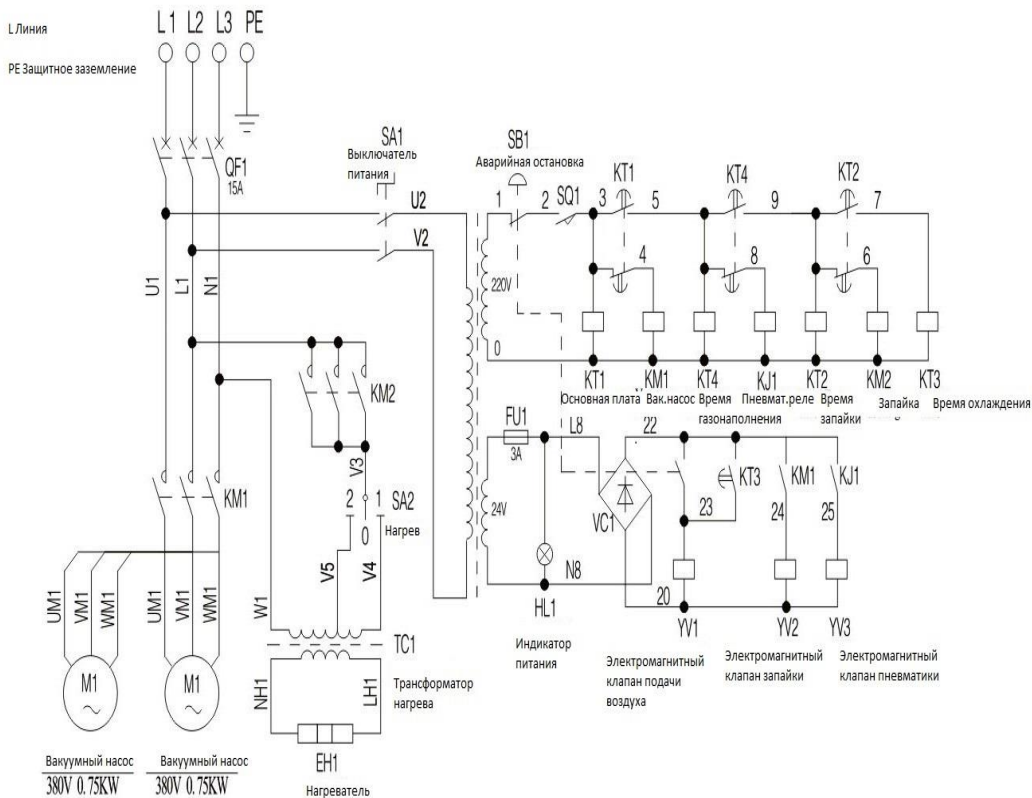 L Линия
L1 L2 L3 PE
PE Защитное заземление
QF1
15A
SA1
Выключатель
питания
SB1
Аварийная остановка
U2
V2
1 2 SQ1 3 KT1 5 KT4 9 KT2 7
4 8 6
220V
0
U1 L1 N1
KM2
KT1 KM1 KT4 KJ1 KT2 KM2 KT3
Основная плата
Вак.насос
Время
газонаполнения
Пневмат.реле
Время
запайки
Запайка
Время охлаждения
FU1
3A
L8 22
V3
KM1
2 1 SA2
0
Нагрев
24V
VC1
KT3 KM1 KJ1
23 24 25
V5 V4
N8
20
HL1
YV1 YV2 YV3
Индикатор
питания
Электромагнитный
клапан подачи
воздуха
Электромагнитный
клапан запайки
Электромагнитный
клапан пневматики
UM1 VM1 WM1 UM1 VM1 WM1
W1
TC1
Трансформатор
нагрева
NH1 LH1
M1 M1
EH1
Нагреватель
Вакуумный насос
380V 0.75KW
Вакуумный насос
380V 0.75KW